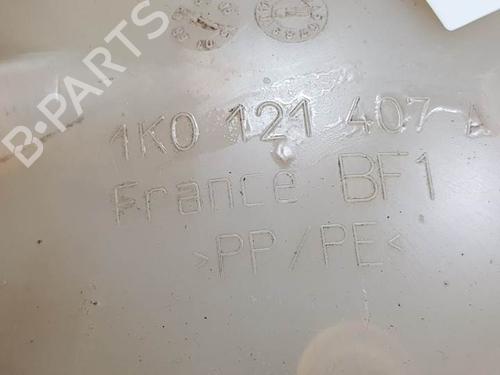 B-PARTS
1K0 121 407 A
France BF1
>PP/PE<